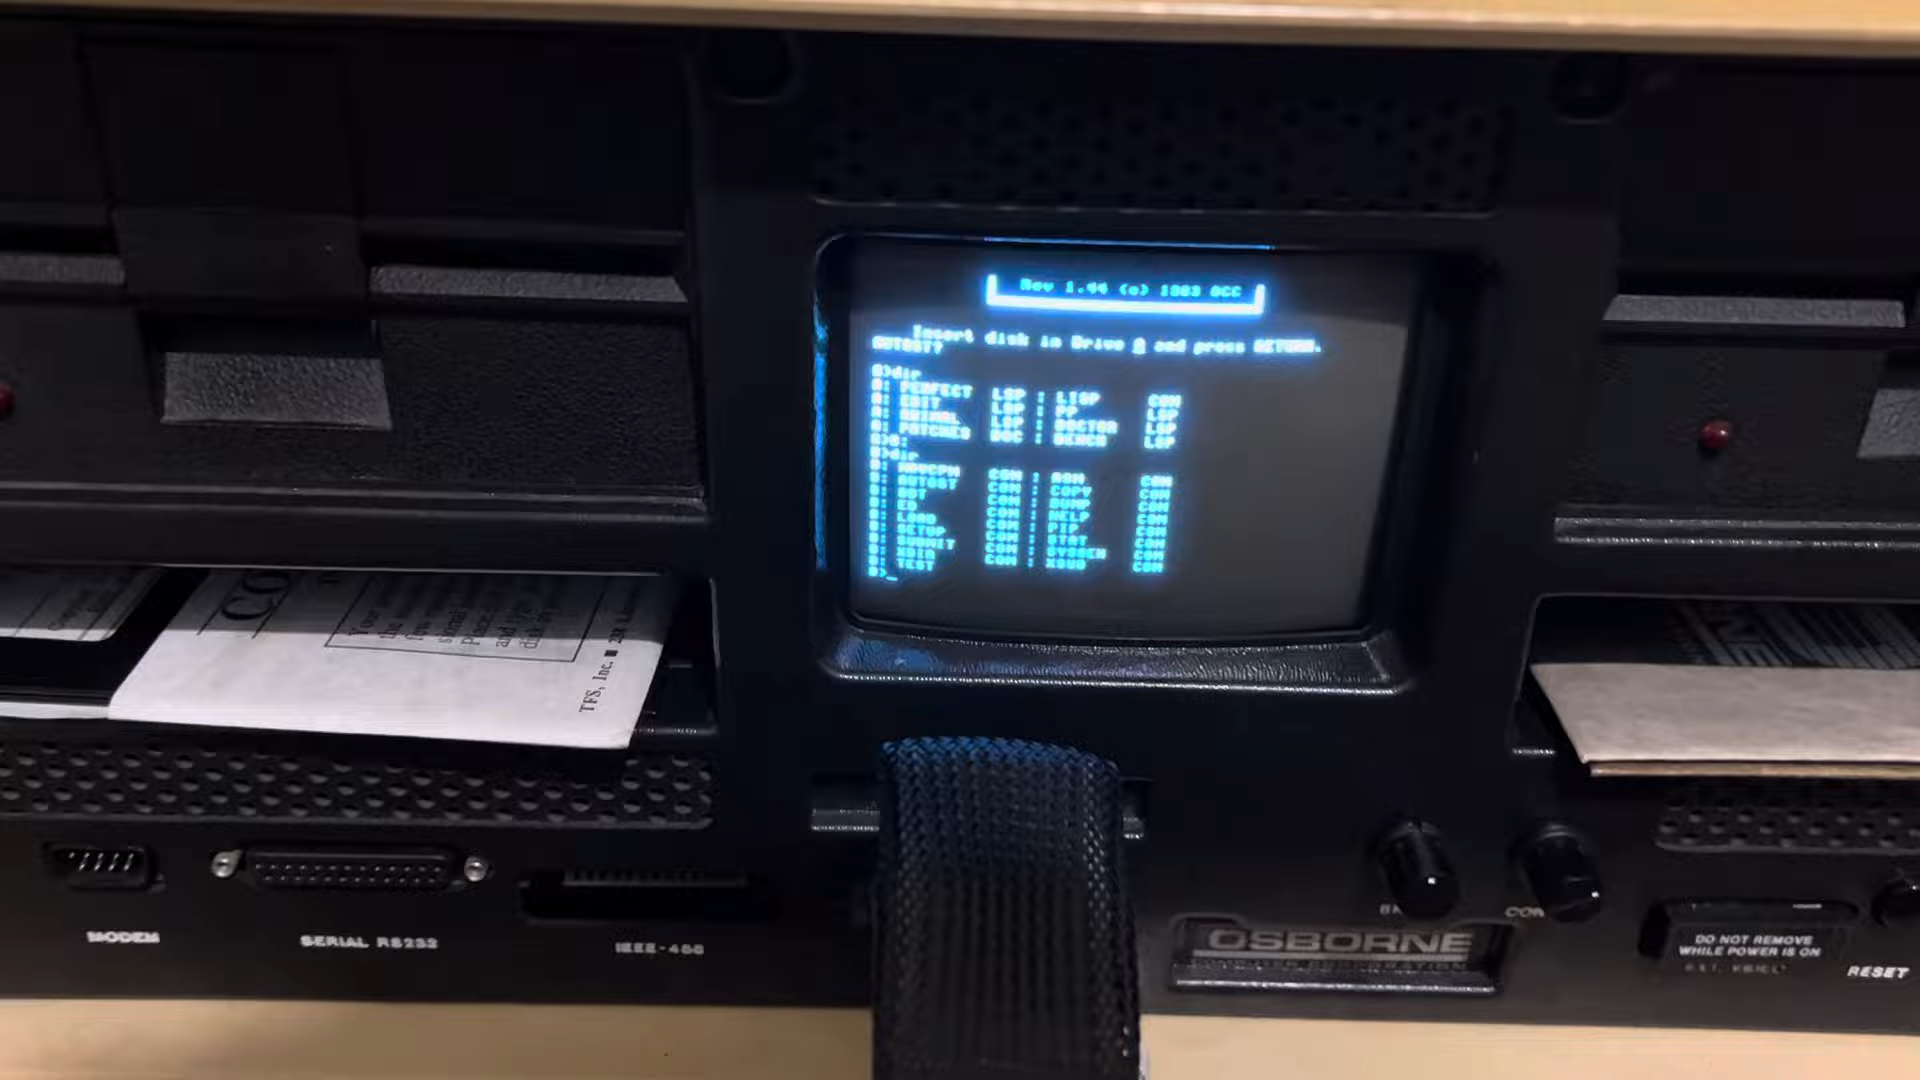 Rev 1.44 (c) 1983 OCC
Insert disk in Drive A and press RETURN.
AUTOST?
A>dir
A: PERFECT LSP : LISP COM
A: EDIT LSP : PP LSP
A: ANIMAL LSP : DOCTOR LSP
A: PATCHES DOC : BENCH LSP
A>B:
B>dir
B: MOVCPM COM : ASM COM
B: AUTOST COM : COPY COM
B: DDT COM : DUMP COM
B: ED COM : HELP COM
B: LOAD COM : PIP COM
B: SETUP COM : STAT COM
B: SUBMIT COM : SYSGEN COM
B: XDIR COM : XSUB COM
B: TEST COM
B>_
CO
TFS, Inc. ■
MODEM
SERIAL RS232
IEEE-488
OSBORNE
COMPUTER CORPORATION
DO NOT REMOVE
WHILE POWER IS ON
RESET